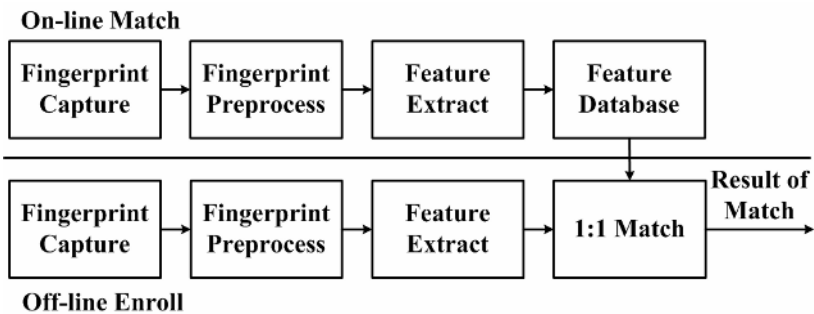 On-line Match
Fingerprint
Capture
Fingerprint
Preprocess
Feature
Extract
Feature
Database
Fingerprint
Capture
Fingerprint
Preprocess
Feature
Extract
1:1 Match
Result of
Match
Off-line Enroll